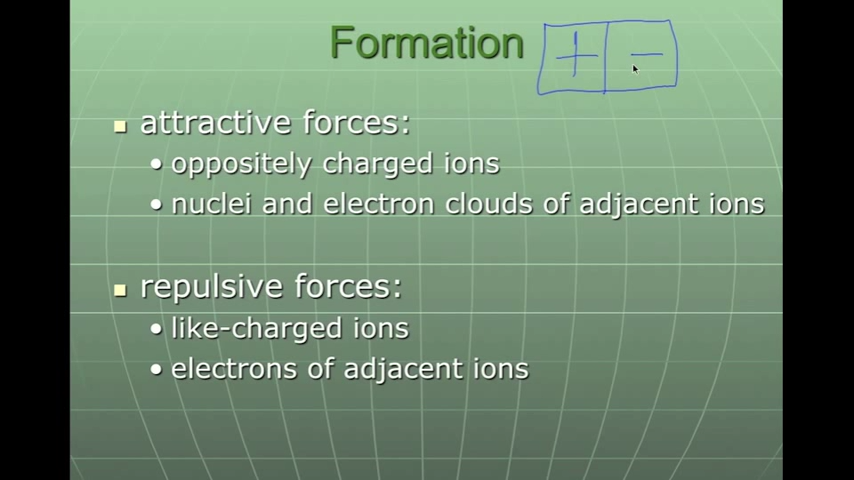 Formation + −
attractive forces:
• oppositely charged ions
• nuclei and electron clouds of adjacent ions
repulsive forces:
• like-charged ions
• electrons of adjacent ions